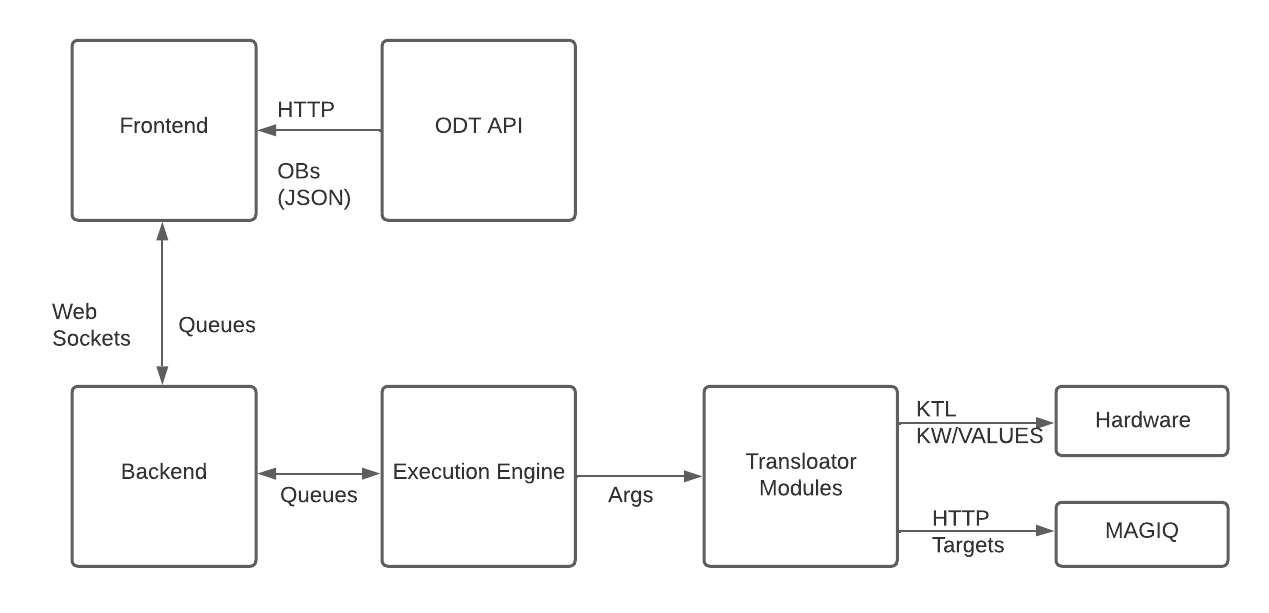 Frontend
HTTP
ODT API
OBs
(JSON)
Web
Sockets
Queues
Backend
Queues
Execution Engine
Args
Transloator
Modules
KTL
KW/VALUES
Hardware
HTTP
Targets
MAGIQ